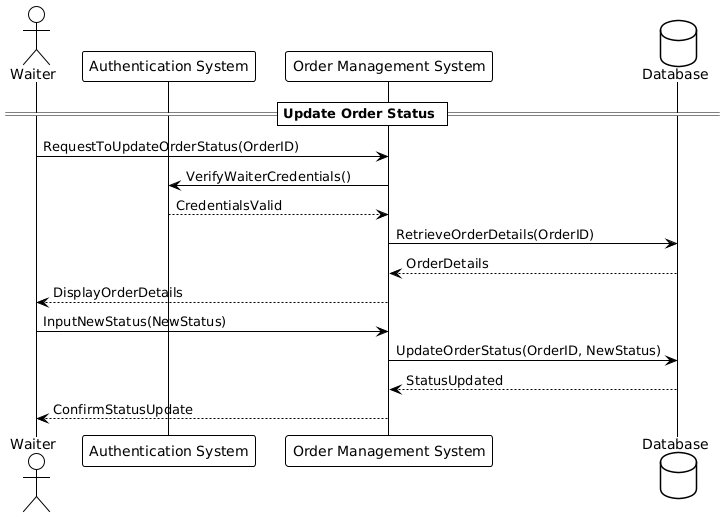 Waiter
Authentication System
Order Management System
Database
Update Order Status
RequestToUpdateOrderStatus(OrderID)
VerifyWaiterCredentials()
CredentialsValid
RetrieveOrderDetails(OrderID)
OrderDetails
DisplayOrderDetails
InputNewStatus(NewStatus)
UpdateOrderStatus(OrderID, NewStatus)
StatusUpdated
ConfirmStatusUpdate
Waiter
Authentication System
Order Management System
Database